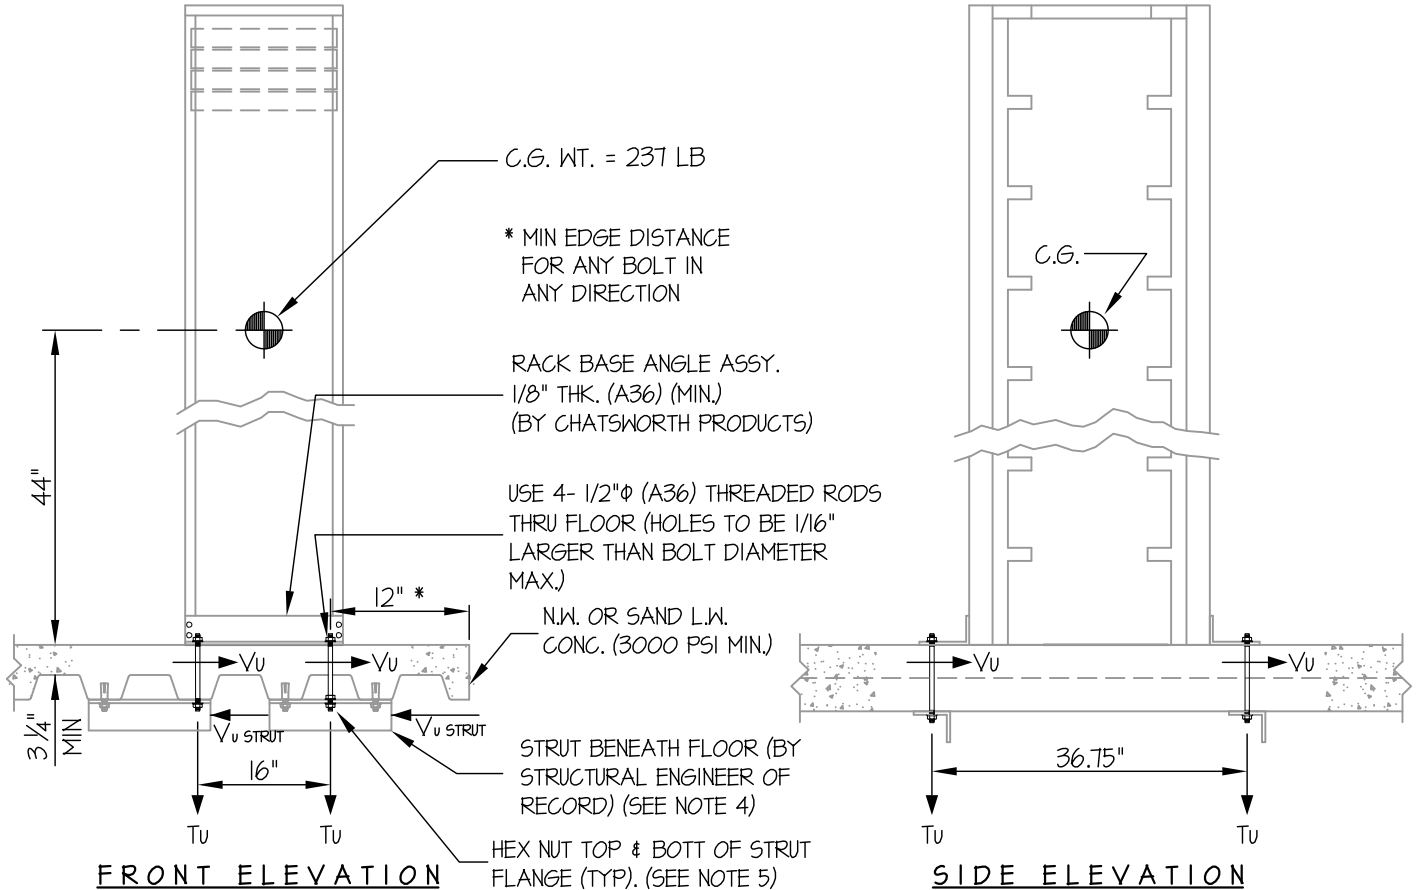 C.G. WT. = 237 LB
* MIN EDGE DISTANCE
FOR ANY BOLT IN
ANY DIRECTION
C.G.
RACK BASE ANGLE ASSY.
1/8" THK. (A36) (MIN.)
(BY CHATSWORTH PRODUCTS)
44"
USE 4- 1/2"Φ (A36) THREADED RODS
THRU FLOOR (HOLES TO BE 1/16"
LARGER THAN BOLT DIAMETER
MAX.)
12" *
N.W. OR SAND L.W.
CONC. (3000 PSI MIN.)
VU
VU
VU
VU
3 1/4"
MIN
VU STRUT
VU STRUT
STRUT BENEATH FLOOR (BY
STRUCTURAL ENGINEER OF
RECORD) (SEE NOTE 4)
16"
36.75"
TU
TU
TU
TU
HEX NUT TOP & BOTT OF STRUT
FLANGE (TYP). (SEE NOTE 5)
FRONT ELEVATION
SIDE ELEVATION